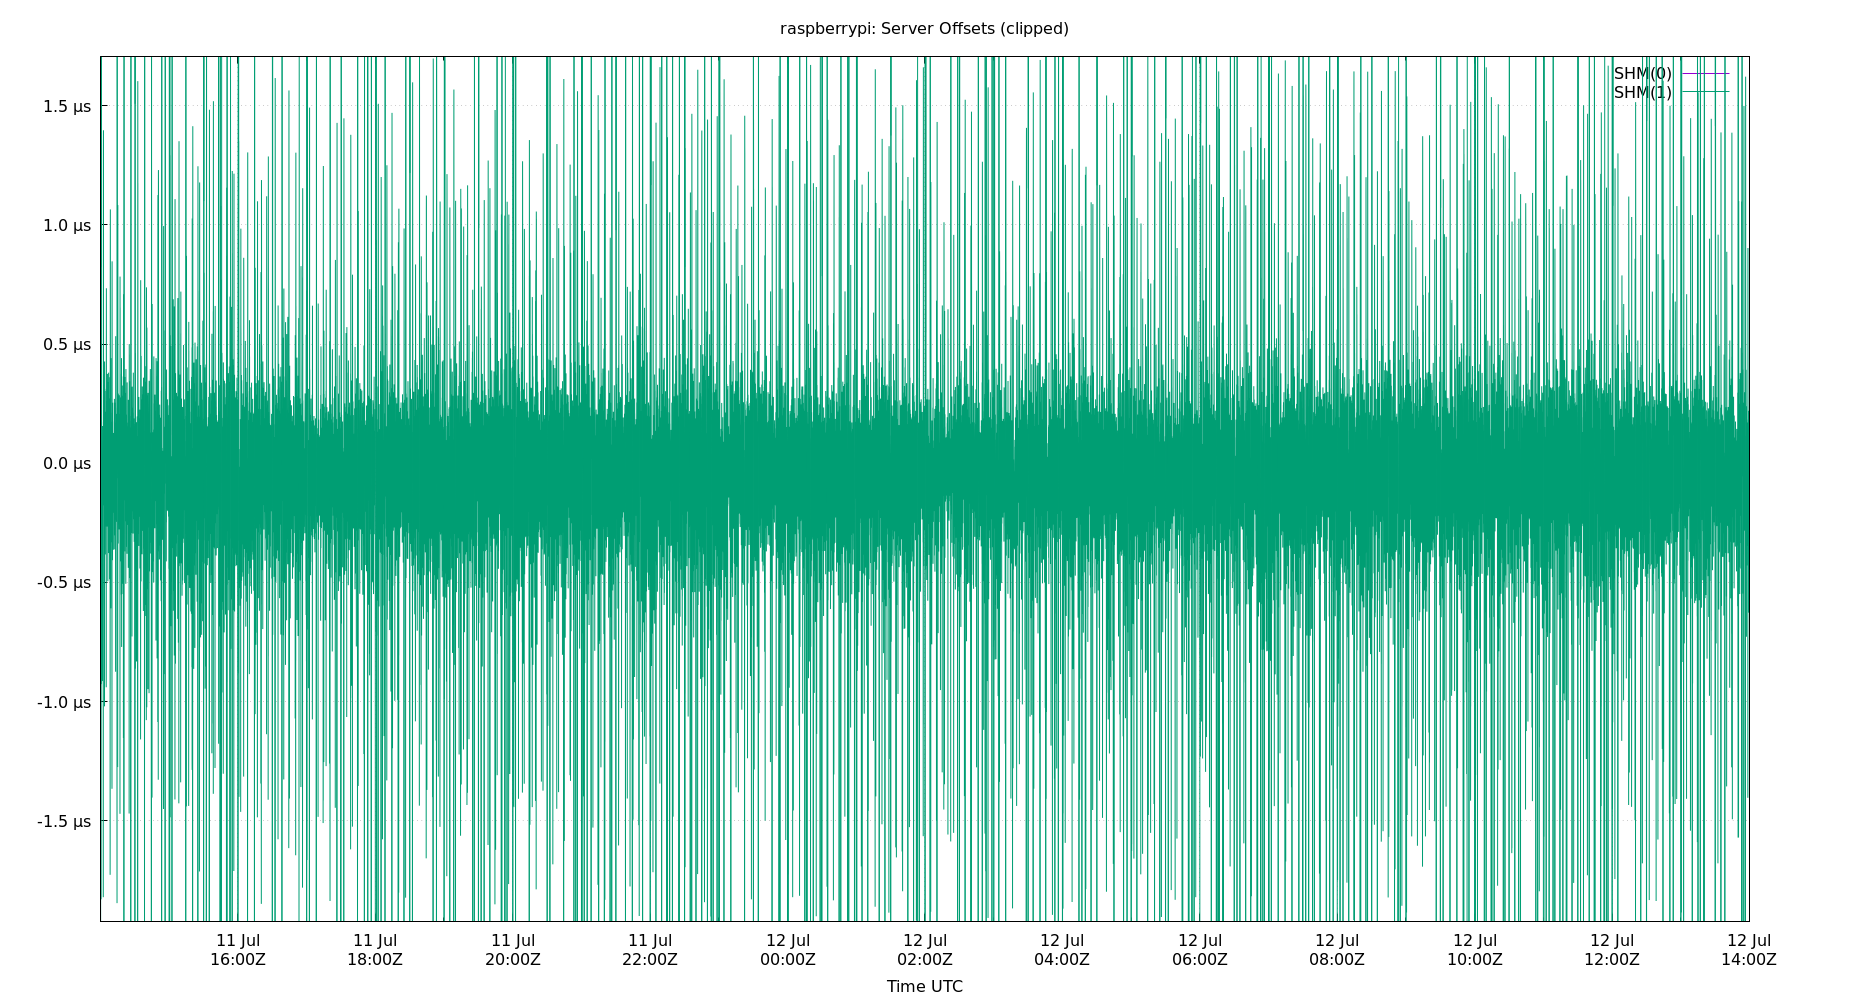 raspberrypi: Server Offsets (clipped)
SHM(0)
SHM(1)
1.5 µs
1.0 µs
0.5 µs
0.0 µs
-0.5 µs
-1.0 µs
-1.5 µs
11 Jul 11 Jul 11 Jul 11 Jul 12 Jul 12 Jul 12 Jul 12 Jul 12 Jul 12 Jul 12 Jul 12 Jul
16:00Z 18:00Z 20:00Z 22:00Z 00:00Z 02:00Z 04:00Z 06:00Z 08:00Z 10:00Z 12:00Z 14:00Z
Time UTC